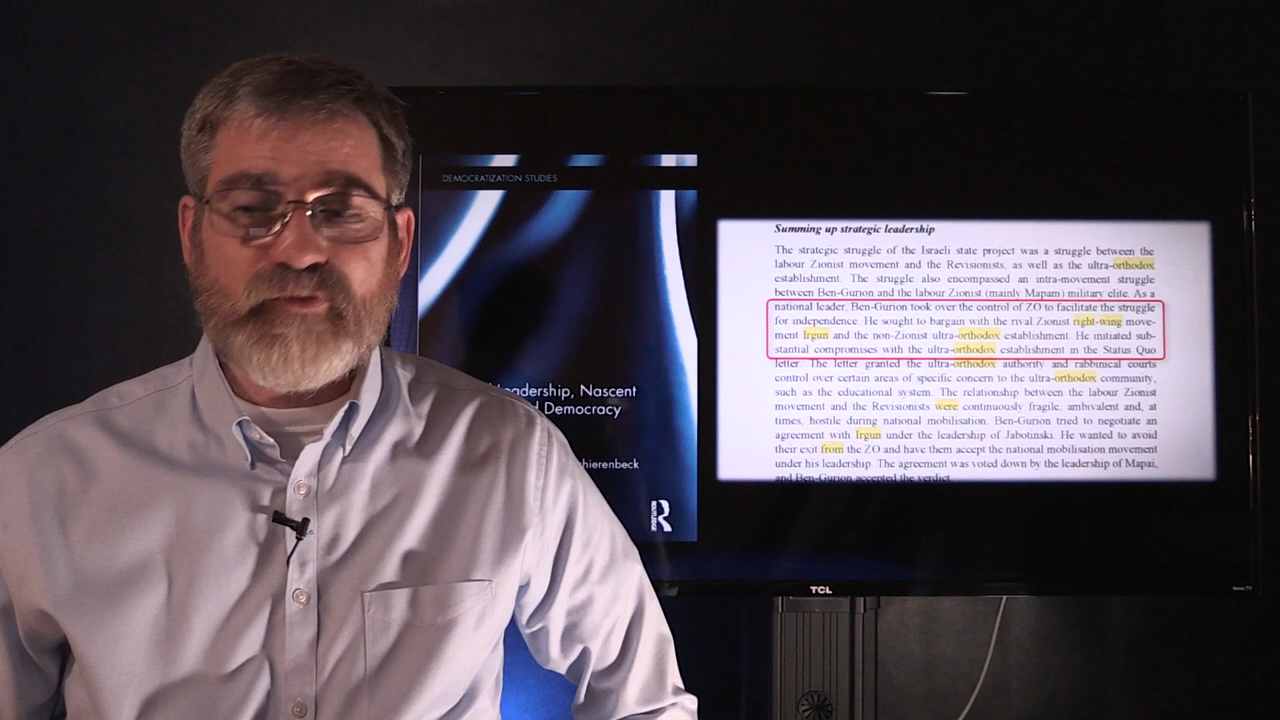 DEMOCRATIZATION STUDIES
Leadership, Nascent
Democracy
hierenbeck
ROUTLEDGE
Summing up strategic leadership
The strategic struggle of the Israeli state project was a struggle between the
labour Zionist movement and the Revisionists, as well as the ultra-orthodox
establishment. The struggle also encompassed an intra-movement struggle
between Ben-Gurion and the labour Zionist (mainly Mapam) military elite. As a
national leader, Ben-Gurion took over the control of ZO to facilitate the struggle
for independence. He sought to bargain with the rival Zionist right-wing move-
ment Irgun and the non-Zionist ultra-orthodox establishment. He initiated sub-
stantial compromises with the ultra-orthodox establishment in the Status Quo
letter. The letter granted the ultra-orthodox authority and rabbinical courts
control over certain areas of specific concern to the ultra-orthodox community,
such as the educational system. The relationship between the labour Zionist
movement and the Revisionists were continuously fragile, ambivalent and, at
times, hostile during national mobilisation. Ben-Gurion tried to negotiate an
agreement with Irgun under the leadership of Jabotinski. He wanted to avoid
their exit from the ZO and have them accept the national mobilisation movement
under his leadership. The agreement was voted down by the leadership of Mapai,
and Ben-Gurion accepted the verdict
TCL